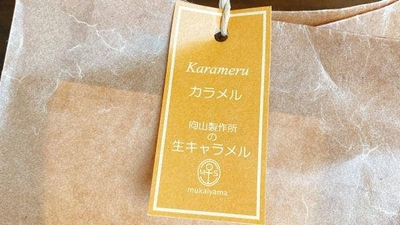 Karameru
カラメル
向山製作所
の
生キャラメル
M S
mukaiyama